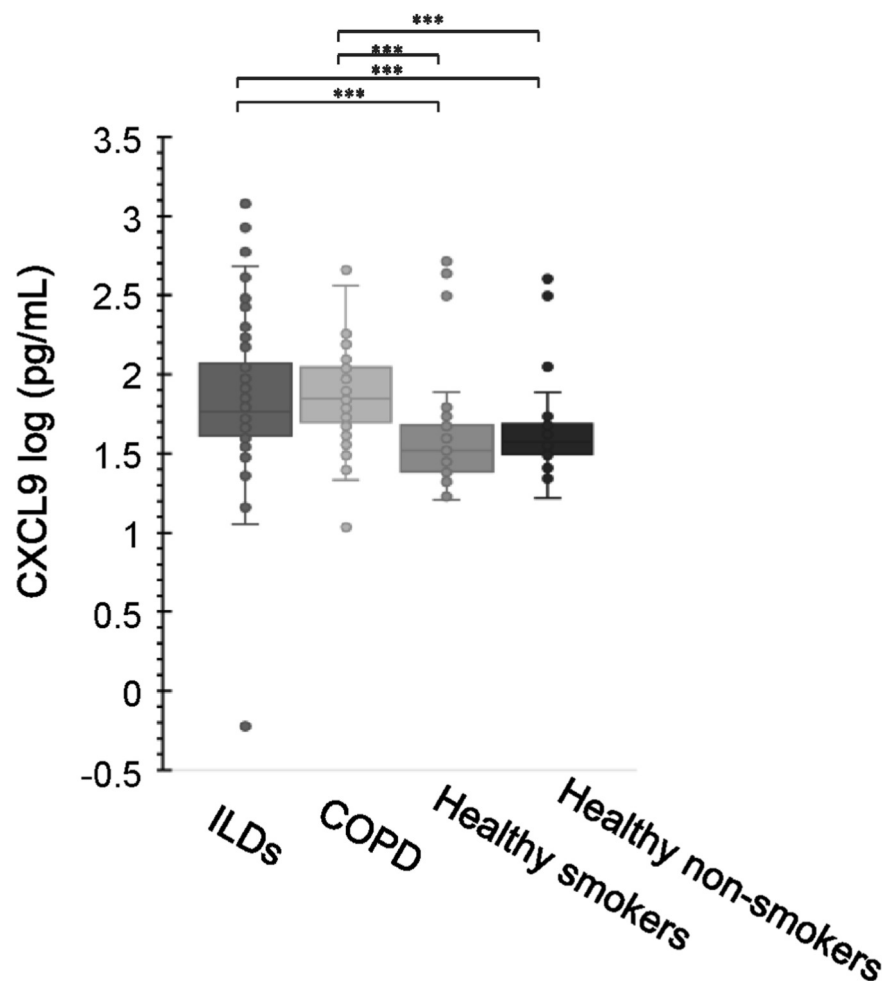 ***
***
***
***
3.5
3
2.5
2
1.5
1
0.5
0
-0.5
CXCL9 log (pg/mL)
ILDs
COPD
Healthy smokers
Healthy non-smokers